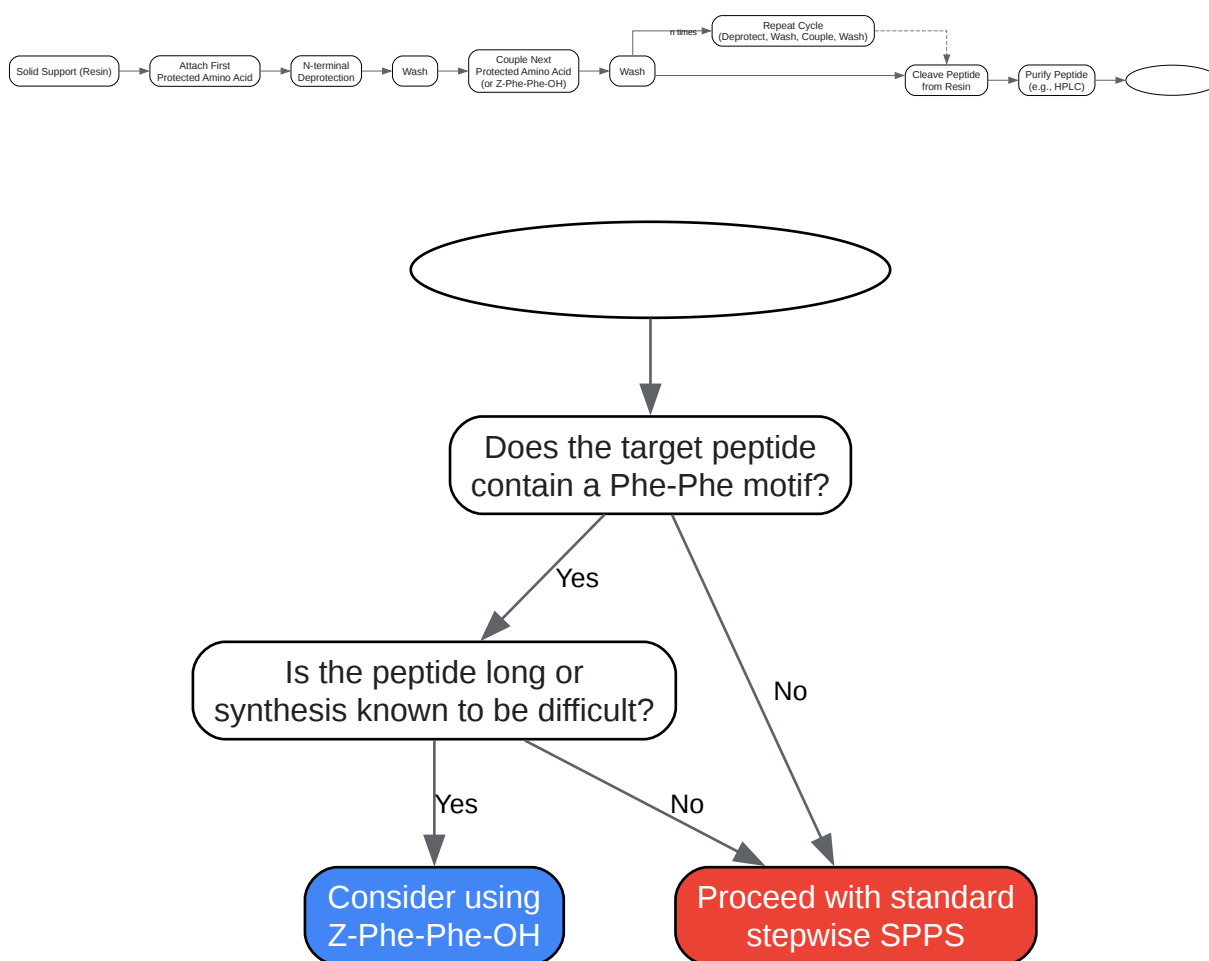 Solid Support (Resin)
Attach First
Protected Amino Acid
N-terminal
Deprotection
Wash
Couple Next
Protected Amino Acid
(or Z-Phe-Phe-OH)
Wash
n times
Repeat Cycle
(Deprotect, Wash, Couple, Wash)
Cleave Peptide
from Resin
Purify Peptide
(e.g., HPLC)
Does the target peptide
contain a Phe-Phe motif?
Yes
No
Is the peptide long or
synthesis known to be difficult?
Yes
No
Consider using
Z-Phe-Phe-OH
Proceed with standard
stepwise SPPS